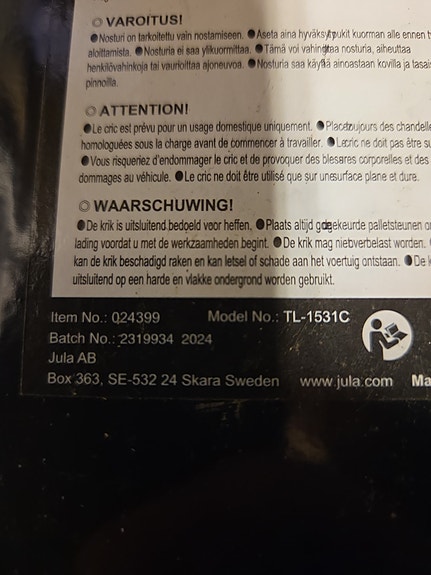 VAROITUS!
●Nosturi on tarkoitettu vain nostamiseen. ●Aseta aina hyväksytyt pukit kuorman alle ennen
aloittamista. ●Nosturia ei saa ylikuormittaa. ●Tämä voi vahingoittaa nosturia, aiheuttaa
henkilövahinkoja tai vaurioittaa ajoneuvoa. ●Nosturia saa käyttää ainoastaan kovilla ja
pinnoilla.
ATTENTION!
●Le cric est prévu pour un usage domestique uniquement. ●Placez toujours des
homologuées sous la charge avant de commencer à travailler. ●Le cric ne doit pas être
●Vous risqueriez d'endommager le cric et de provoquer des blesures corporelles et des
dommages au véhicule. ●Le cric ne doit être utilisé que sur une surface plane et dure.
WAARSCHUWING!
●De krik is uitsluitend bedoeld voor heffen. ●Plaats altijd goedgekeurde palletsteunen
lading voordat u met de werkzaamheden begint. ●De krik mag niet overbelast worden.
kan de krik beschadigd raken en kan letsel of schade aan het voertuig ontstaan. ●De
uitsluitend op een harde en vlakke ondergrond worden gebruikt.
Item No.: 024399 Model No.: TL-1531C
Batch No.: 2319934 2024
Jula AB
Box 363, SE-532 24 Skara Sweden www.jula.com Ma